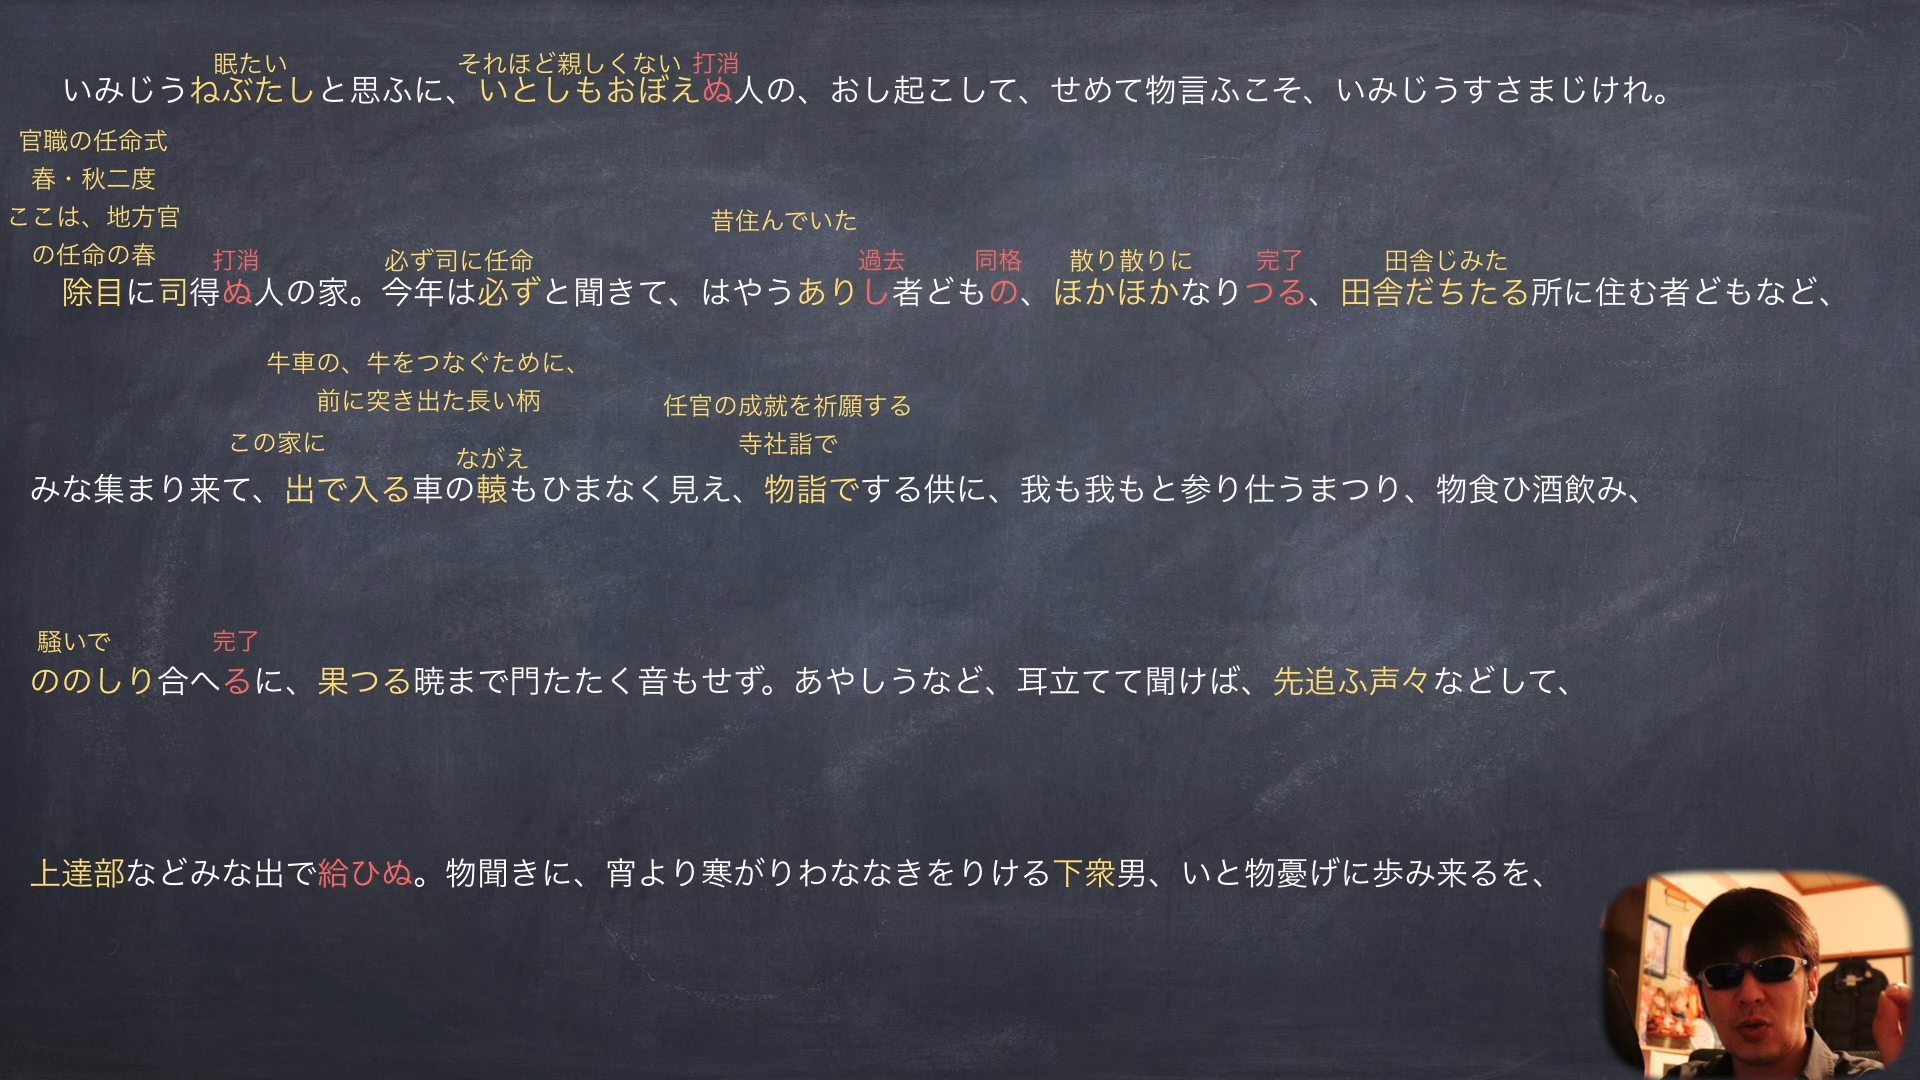 眠たい それほど親しくない 打消
いみじうねぶたしと思ふに、いとしもおぼえぬ人の、おし起こして、せめて物言ふこそ、いみじうすさまじけれ。
官職の任命式
春・秋二度
ここは、地方官
の任命の春
昔住んでいた
打消 必ず司に任命 過去 同格 散り散りに 完了 田舎じみた
除目に司得ぬ人の家。今年は必ずと聞きて、はやうありし者どもの、ほかほかなりつる、田舎だちたる所に住む者どもなど、
牛車の、牛をつなぐために、
前に突き出た長い柄
任官の成就を祈願する
寺社詣で
この家に
ながえ
みな集まり来て、出で入る車の轅もひまなく見え、物詣でする供に、我も我もと参り仕うまつり、物食ひ酒飲み、
騒いで 完了
ののしり合へるに、果つる暁まで門たたく音もせず。あやしうなど、耳立てて聞けば、先追ふ声々などして、
上達部などみな出で給ひぬ。物聞きに、宵より寒がりわななきをりける下衆男、いと物憂げに歩み来るを、